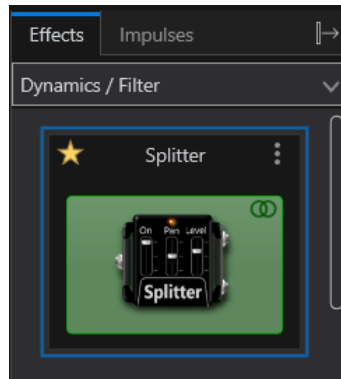 Effects Impulses
Dynamics / Filter
Splitter
On Pan Level
Splitter